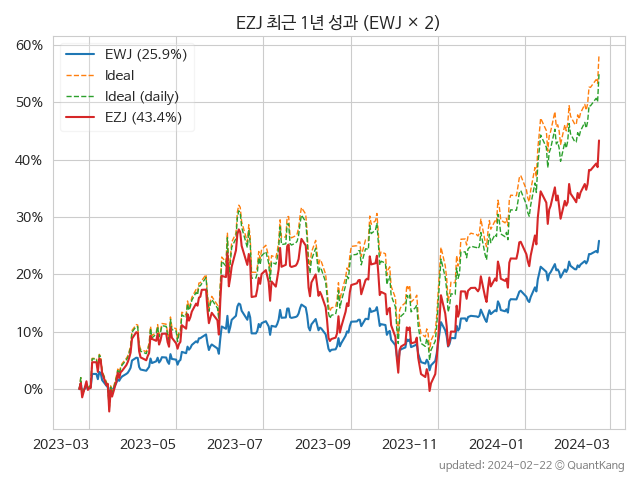 EZJ 최근 1년 성과 (EWJ × 2)
60%
50%
40%
30%
20%
10%
0%
EWJ (25.9%)
Ideal
Ideal (daily)
EZJ (43.4%)
2023-03
2023-05
2023-07
2023-09
2023-11
2024-01
2024-03
updated: 2024-02-22 © QuantKang